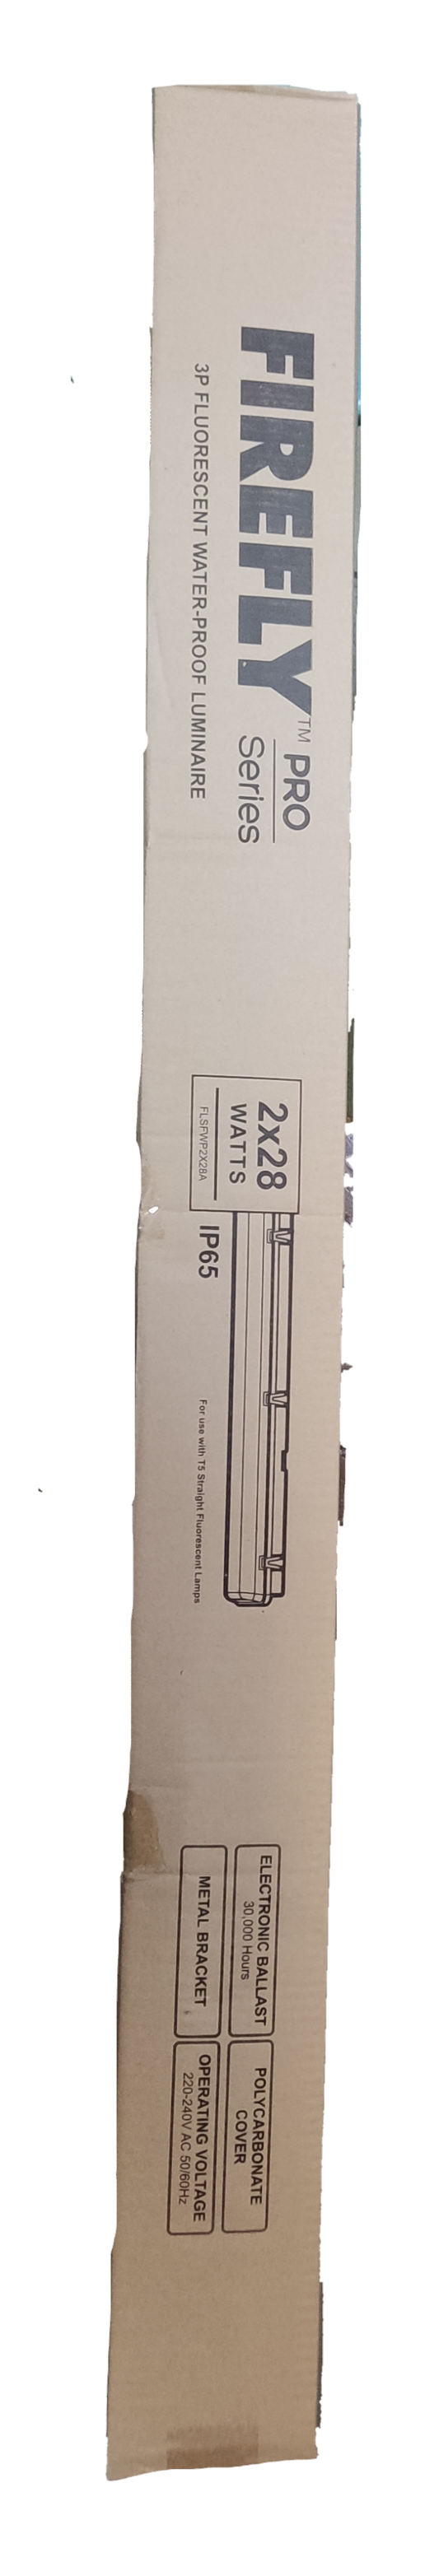 FIREFLY™ PRO
Series
3P FLUORESCENT WATER-PROOF LUMINAIRE
2x28
WATTS
FLSFWP2X28A
IP65
For use with T5 Straight Fluorescent Lamps
ELECTRONIC BALLAST
30,000 Hours
POLYCARBONATE
COVER
METAL BRACKET
OPERATING VOLTAGE
220-240V AC 50/60Hz